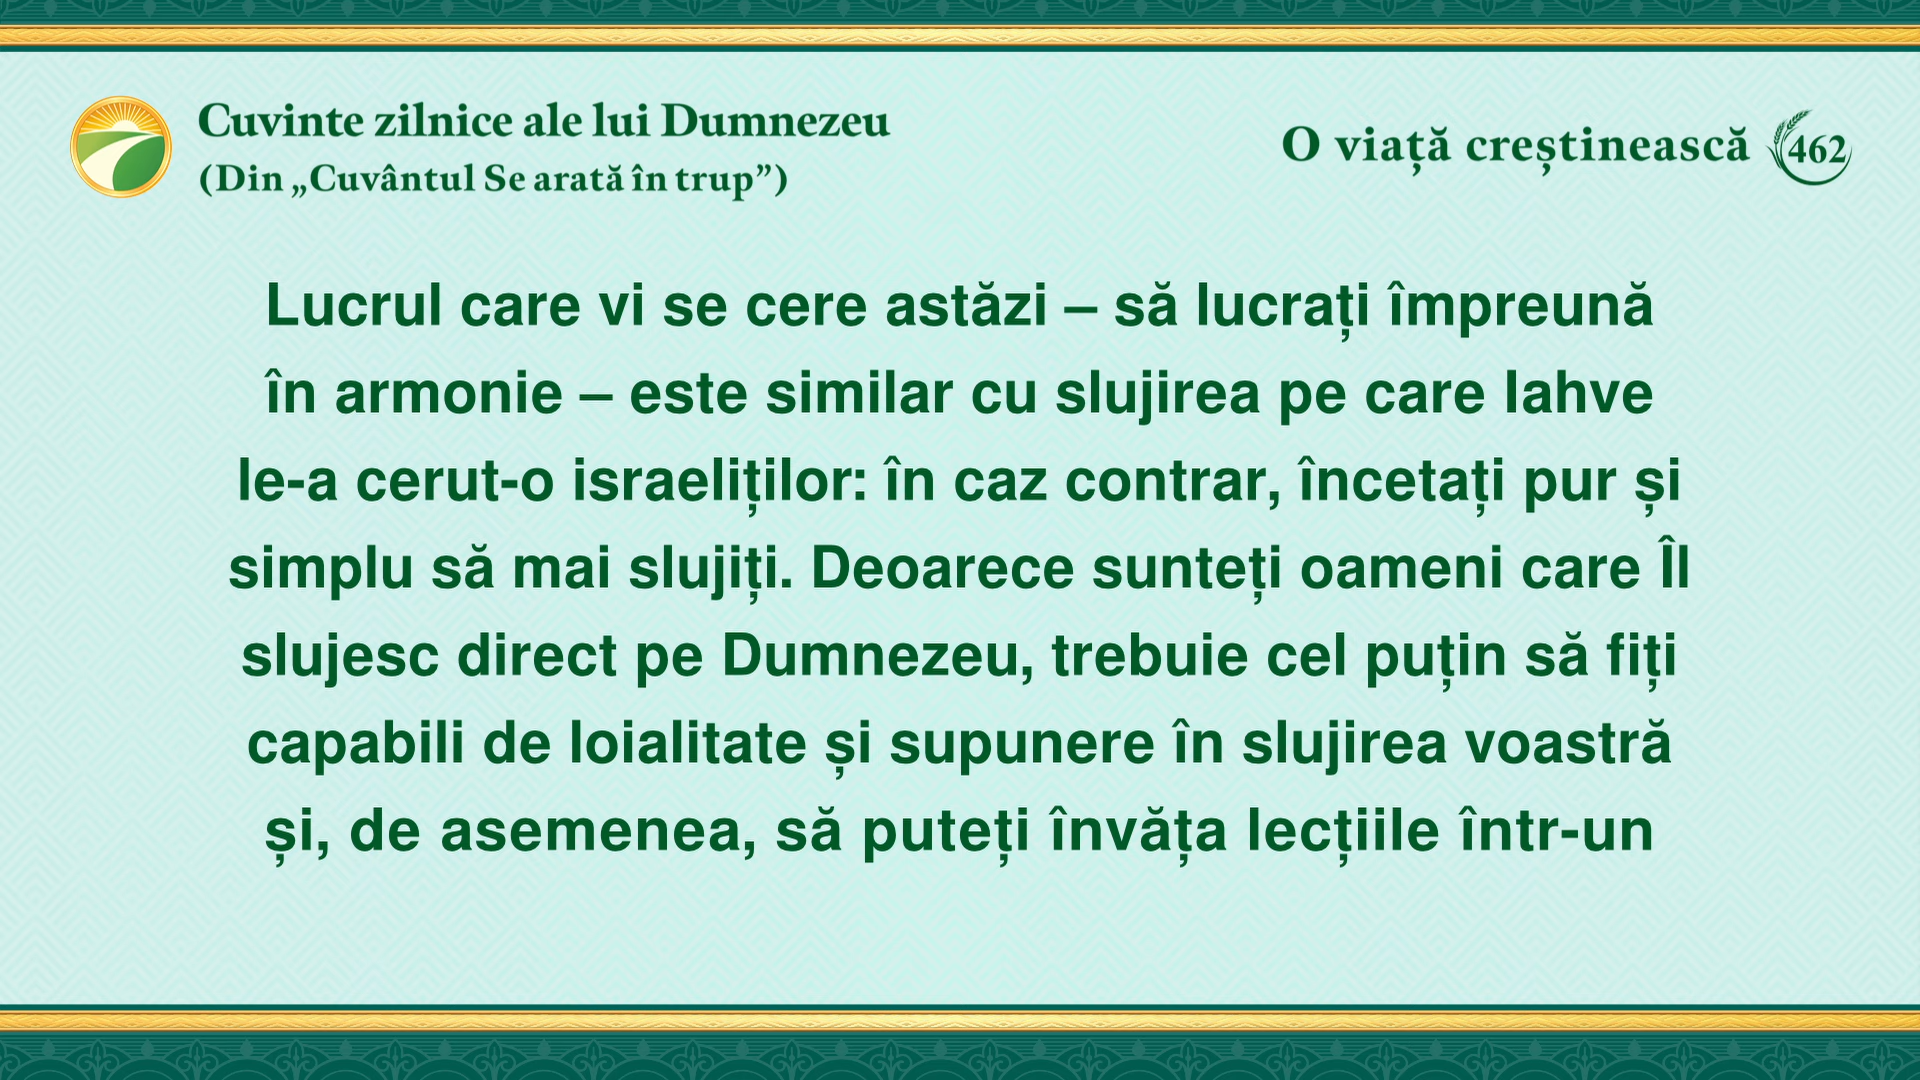 Cuvinte zilnice ale lui Dumnezeu
(Din „Cuvântul Se arată în trup”)
O viață creștinească 462
Lucrul care vi se cere astăzi – să lucrați împreună
în armonie – este similar cu slujirea pe care Iahve
le-a cerut-o israeliților: în caz contrar, încetați pur și
simplu să mai slujiți. Deoarece sunteți oameni care Îl
slujesc direct pe Dumnezeu, trebuie cel puțin să fiți
capabili de loialitate și supunere în slujirea voastră
și, de asemenea, să puteți învăța lecțiile într-un